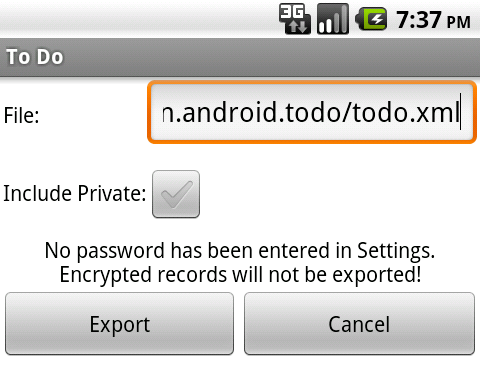 3G 7:37 PM
To Do
File: n.android.todo/todo.xml
Include Private:
No password has been entered in Settings.
Encrypted records will not be exported!
Export Cancel